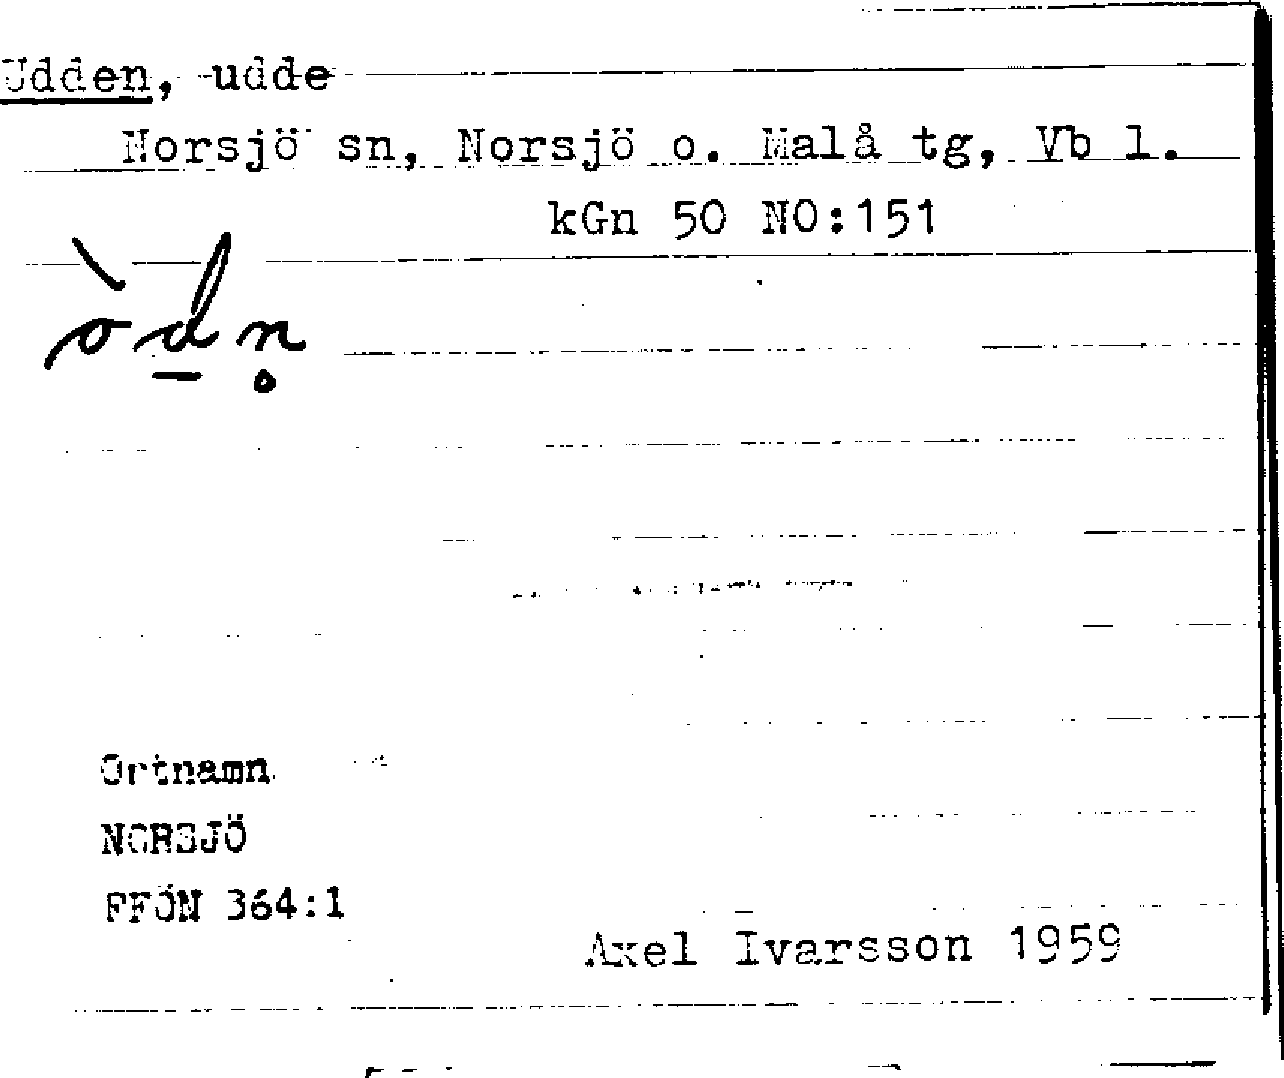 Udden, udde
Norsjö sn, Norsjö o. Malå tg, Vb l.
kGn 50 NO:151
òd̲n̥
Ortnamn
NORSJÖ
FFÖN 364:1
Axel Ivarsson 1959